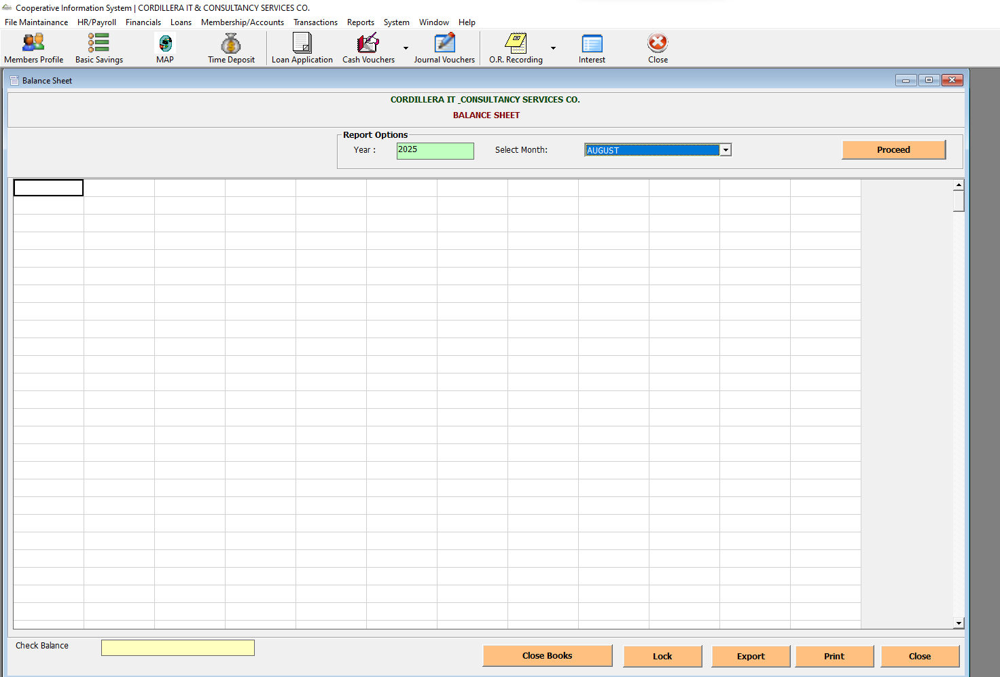 Cooperative Information System | CORDILLERA IT & CONSULTANCY SERVICES CO.
File Maintainance HR/Payroll Financials Loans Membership/Accounts Transactions Reports System Window Help
Members Profile Basic Savings MAP Time Deposit Loan Application Cash Vouchers Journal Vouchers O.R. Recording Interest Close
Balance Sheet
CORDILLERA IT _CONSULTANCY SERVICES CO.
BALANCE SHEET
Report Options
Year : 2025 Select Month: AUGUST Proceed
Check Balance
Close Books Lock Export Print Close